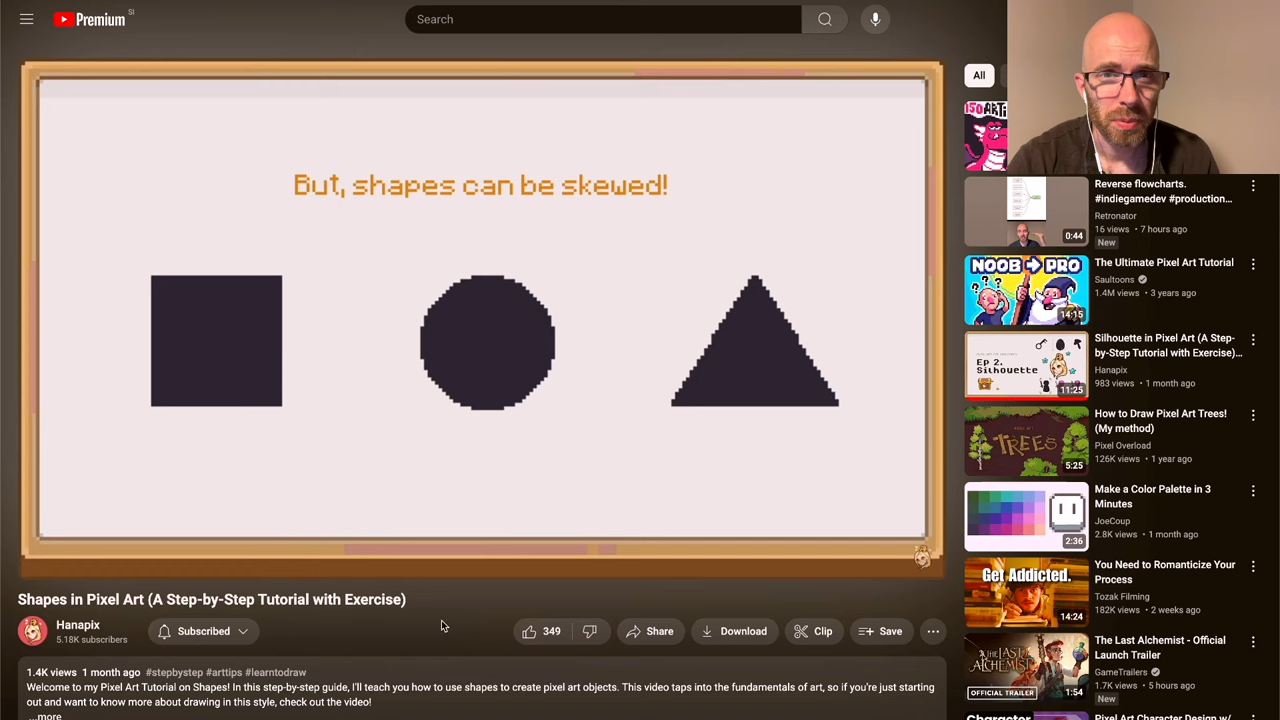 Premium SI
Search
But, shapes can be skewed!
Shapes in Pixel Art (A Step-by-Step Tutorial with Exercise)
Hanapix
5.18K subscribers
Subscribed
349
Share
Download
Clip
Save
1.4K views 1 month ago #stepbystep #arttips #learntodraw
Welcome to my Pixel Art Tutorial on Shapes! In this step-by-step guide, I'll teach you how to use shapes to create pixel art objects. This video taps into the fundamentals of art, so if you're just starting
out and want to know more about drawing in this style, check out the video!
...more
All
150 ARTI
0:44
Reverse flowcharts.
#indiegamedev #production...
Retronator
16 views • 7 hours ago
New
NOOB PRO
14:15
The Ultimate Pixel Art Tutorial
Saultoons
1.4M views • 3 years ago
Ep 2.
Silhouette
11:25
Silhouette in Pixel Art (A Step-
by-Step Tutorial with Exercise)...
Hanapix
983 views • 1 month ago
TREES
5:25
How to Draw Pixel Art Trees!
(My method)
Pixel Overload
126K views • 1 year ago
2:36
Make a Color Palette in 3
Minutes
JoeCoup
2.8K views • 1 month ago
Get Addicted.
14:24
You Need to Romanticize Your
Process
Tozak Filming
182K views • 2 weeks ago
THE LAST
ALCHEMIST
OFFICIAL TRAILER
1:54
The Last Alchemist - Official
Launch Trailer
GameTrailers
1.7K views • 5 hours ago
New
Character
Pixel Art Character Design w/